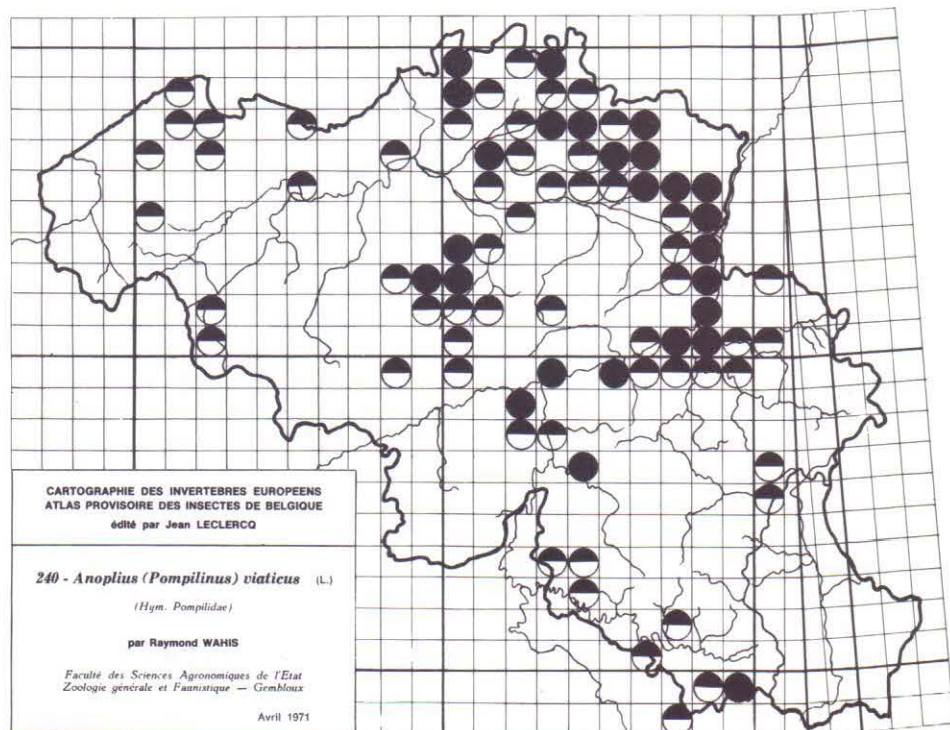 CARTOGRAPHIE DES INVERTEBRES EUROPEENS
ATLAS PROVISOIRE DES INSECTES DE BELGIQUE
édité par Jean LECLERCQ
240 - Anoplius (Pompilinus) viaticus (L.)
(Hym. Pompilidae)
par Raymond WAHIS
Faculté des Sciences Agronomiques de l'Etat
Zoologie générale et Faunistique — Gembloux
Avril 1971